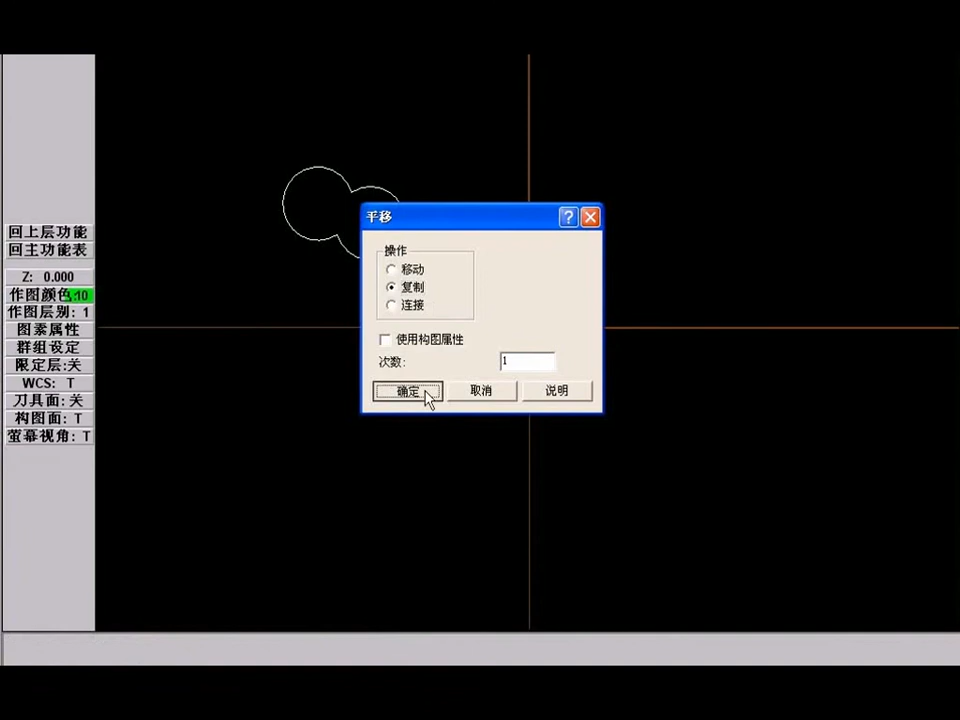 平移
操作
移动
复制
连接
使用构图属性
次数: 1
确定 取消 说明
回上层功能
回主功能表
Z: 0.000
作图颜色:10
作图层别: 1
图素属性
群组设定
限定层:关
WCS: T
刀具面: 关
构图面: T
萤幕视角: T